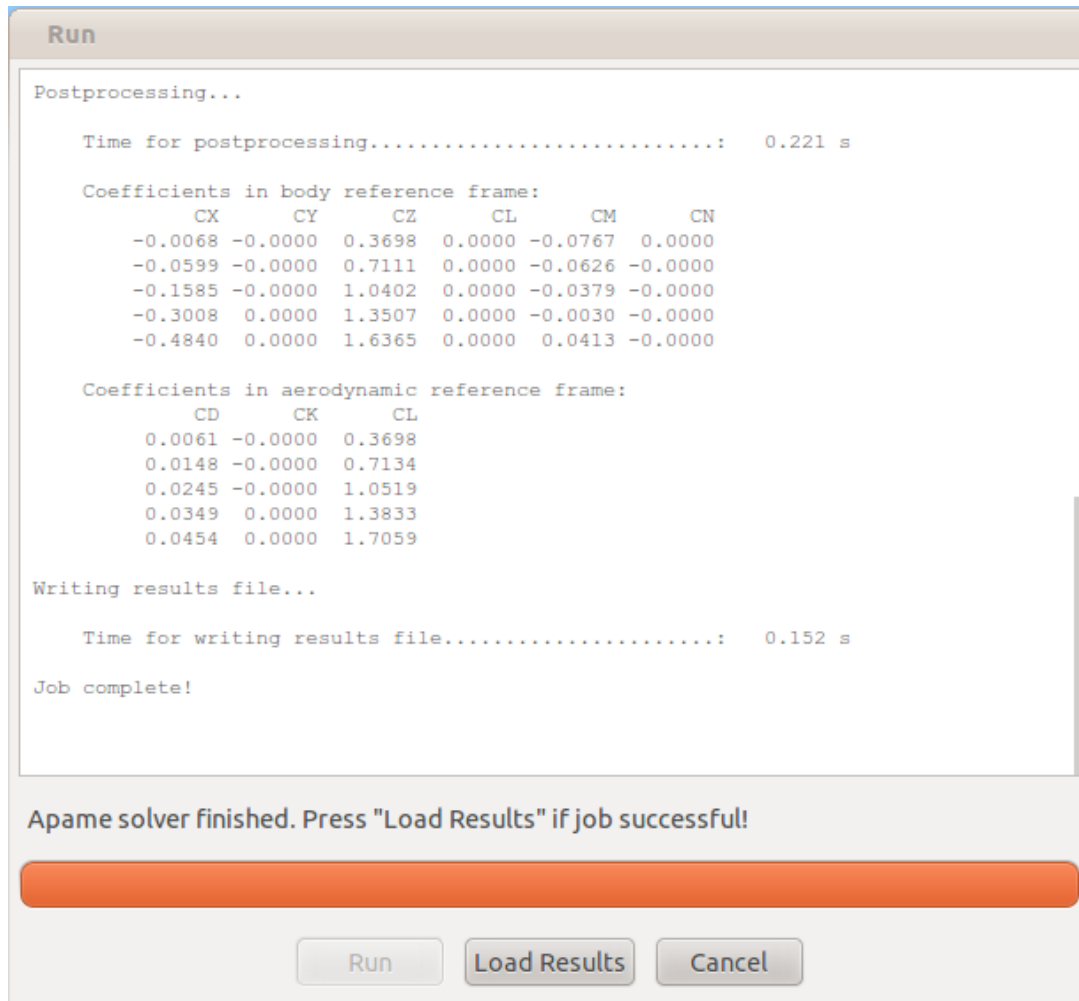 Run
Postprocessing...
Time for postprocessing............................: 0.221 s
Coefficients in body reference frame:
CX CY CZ CL CM CN
-0.0068 -0.0000 0.3698 0.0000 -0.0767 0.0000
-0.0599 -0.0000 0.7111 0.0000 -0.0626 -0.0000
-0.1585 -0.0000 1.0402 0.0000 -0.0379 -0.0000
-0.3008 0.0000 1.3507 0.0000 -0.0030 -0.0000
-0.4840 0.0000 1.6365 0.0000 0.0413 -0.0000
Coefficients in aerodynamic reference frame:
CD CK CL
0.0061 -0.0000 0.3698
0.0148 -0.0000 0.7134
0.0245 -0.0000 1.0519
0.0349 0.0000 1.3833
0.0454 0.0000 1.7059
Writing results file...
Time for writing results file......................: 0.152 s
Job complete!
Apame solver finished. Press "Load Results" if job successful!
Run Load Results Cancel